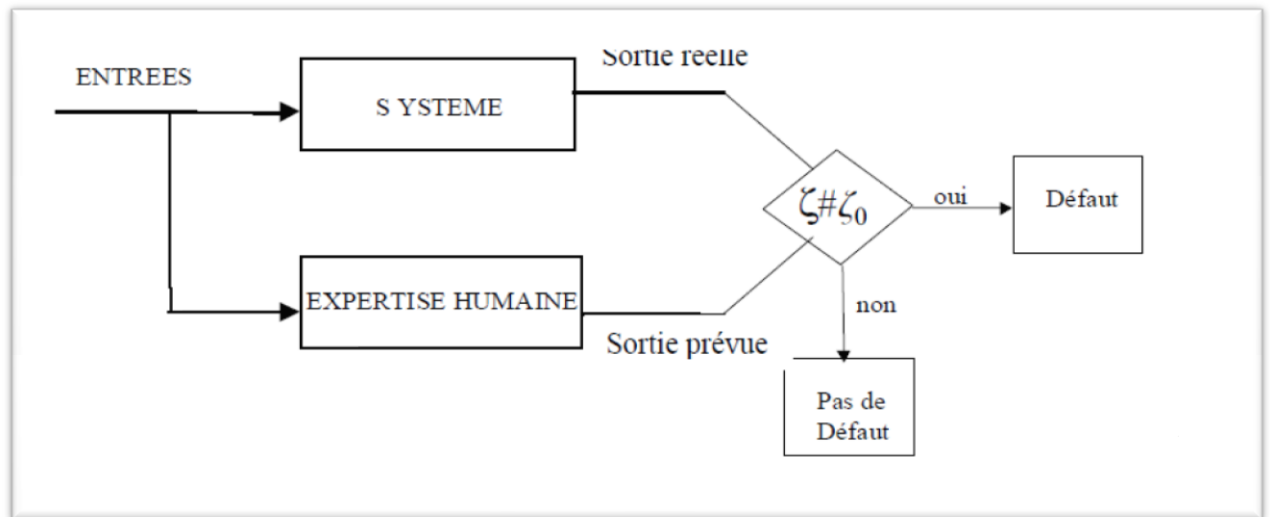 Sortie réelle
ENTREES
S YSTEME
ζ#ζ0
oui
Défaut
EXPERTISE HUMAINE
non
Sortie prévue
Pas de
Défaut